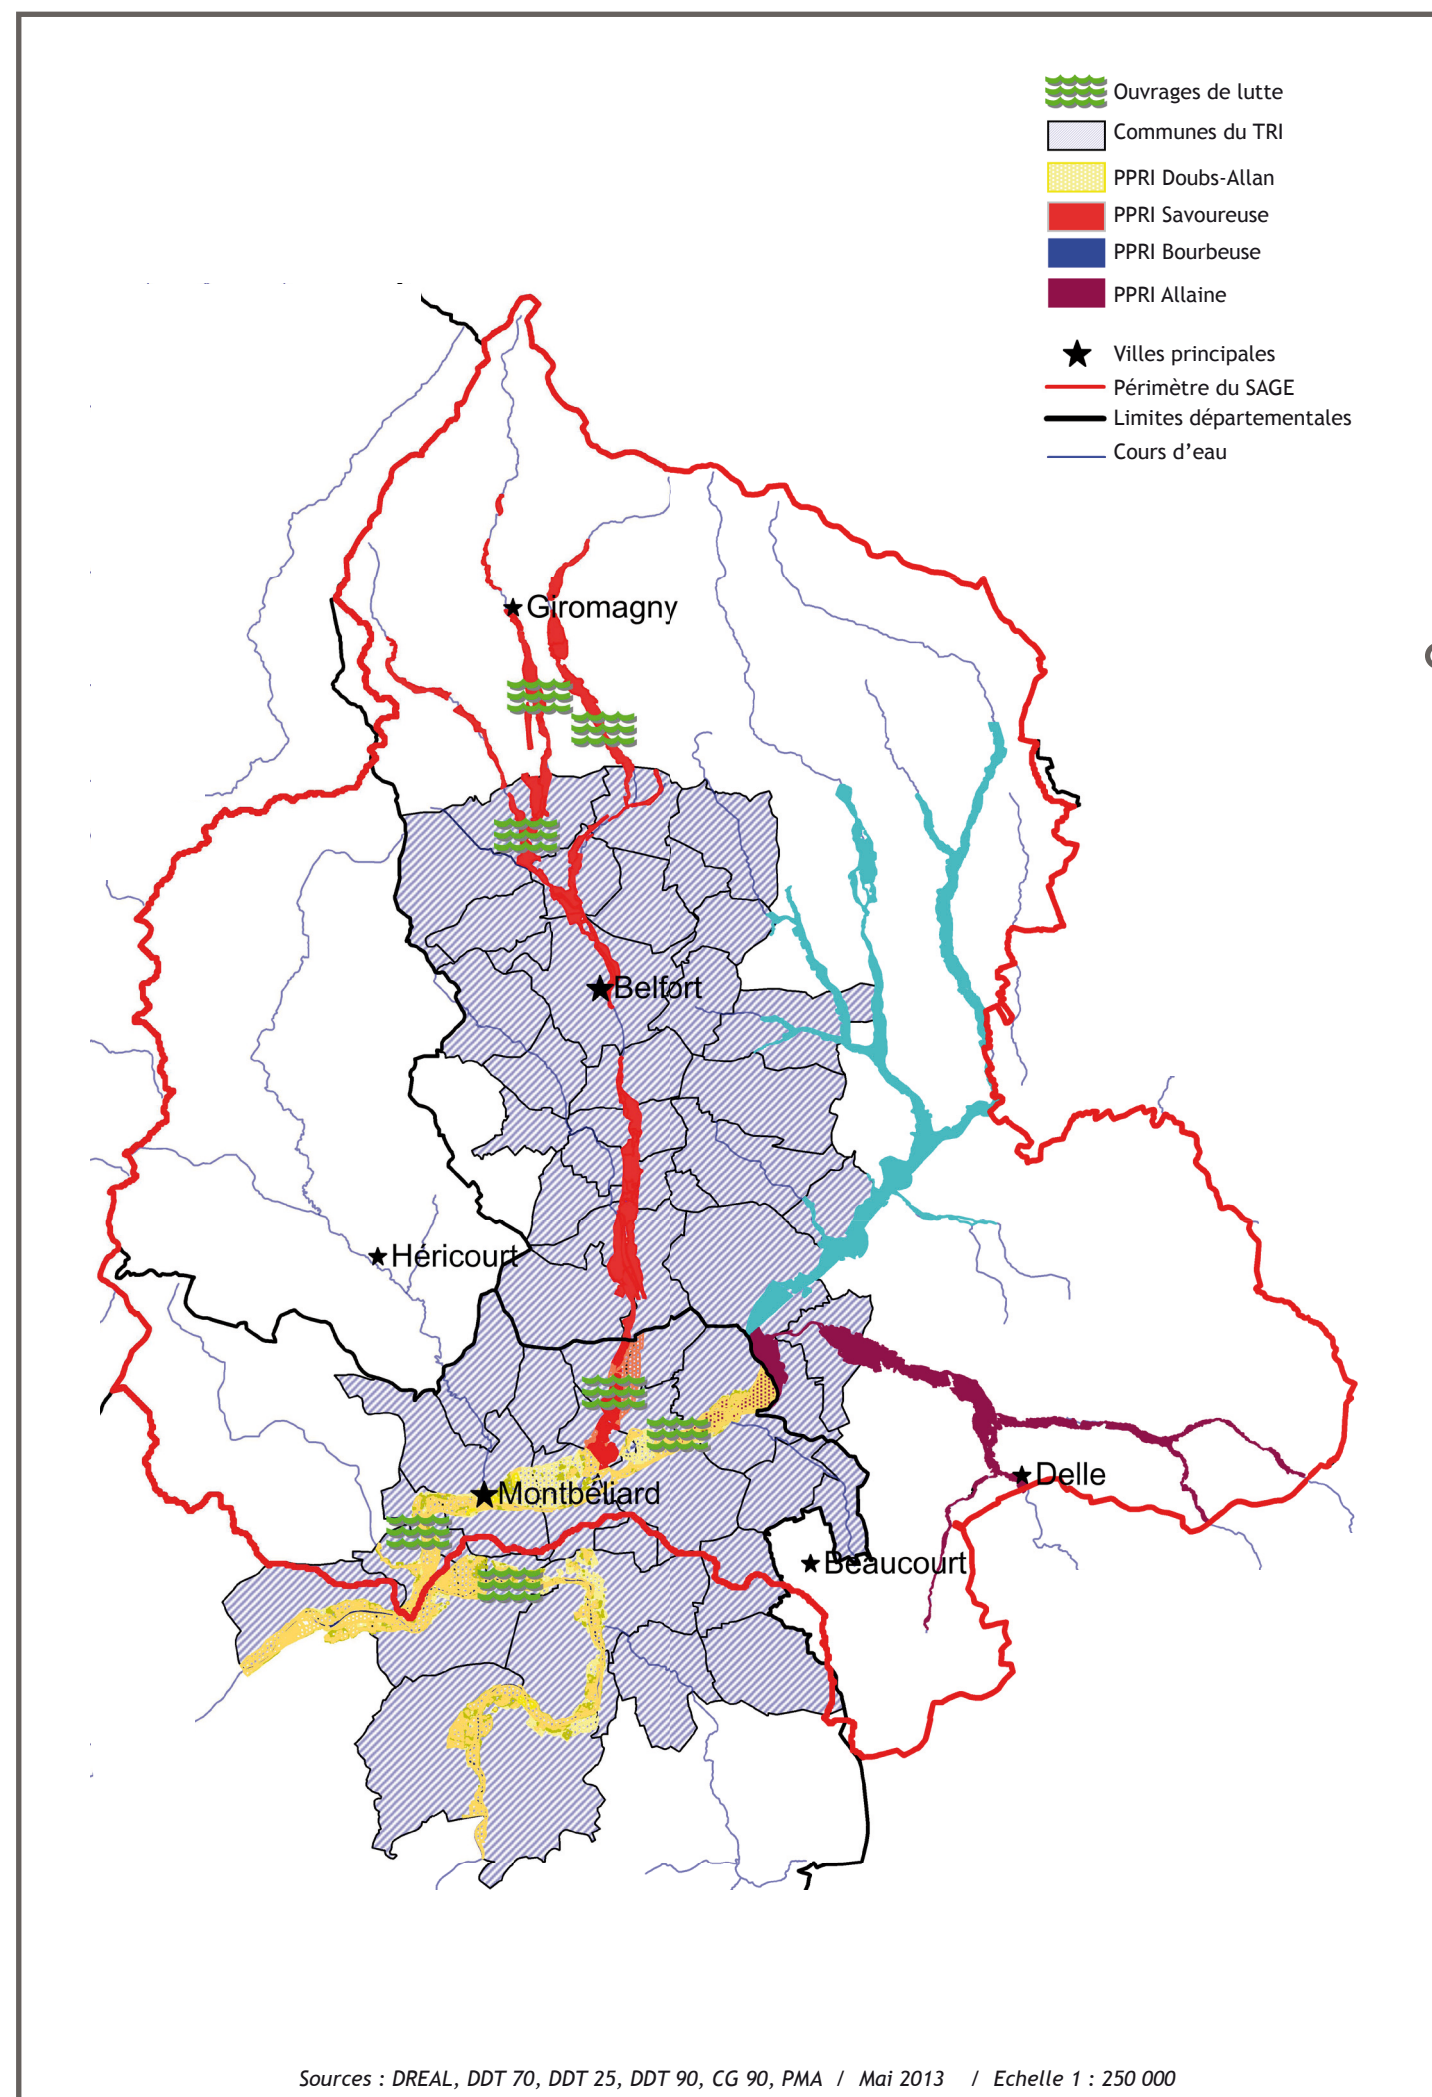 Ouvrages de lutte
Communes du TRI
PPRI Doubs-Allan
PPRI Savoureuse
PPRI Bourbeuse
PPRI Allaine
Villes principales
Périmètre du SAGE
Limites départementales
Cours d'eau
Giromagny
Belfort
Héricourt
Delle
Montbéliard
Beaucourt
Sources : DREAL, DDT 70, DDT 25, DDT 90, CG 90, PMA / Mai 2013 / Echelle 1 : 250 000